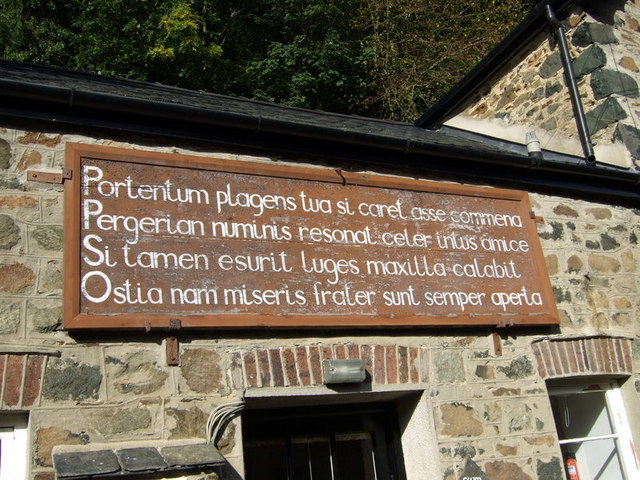 Portentum plagens tua si caret asse commena
Pergerian numinis resonat celer intus amice
Si tamen esurit luges maxilla calabit
Ostia nam miseris frater sunt semper aperta